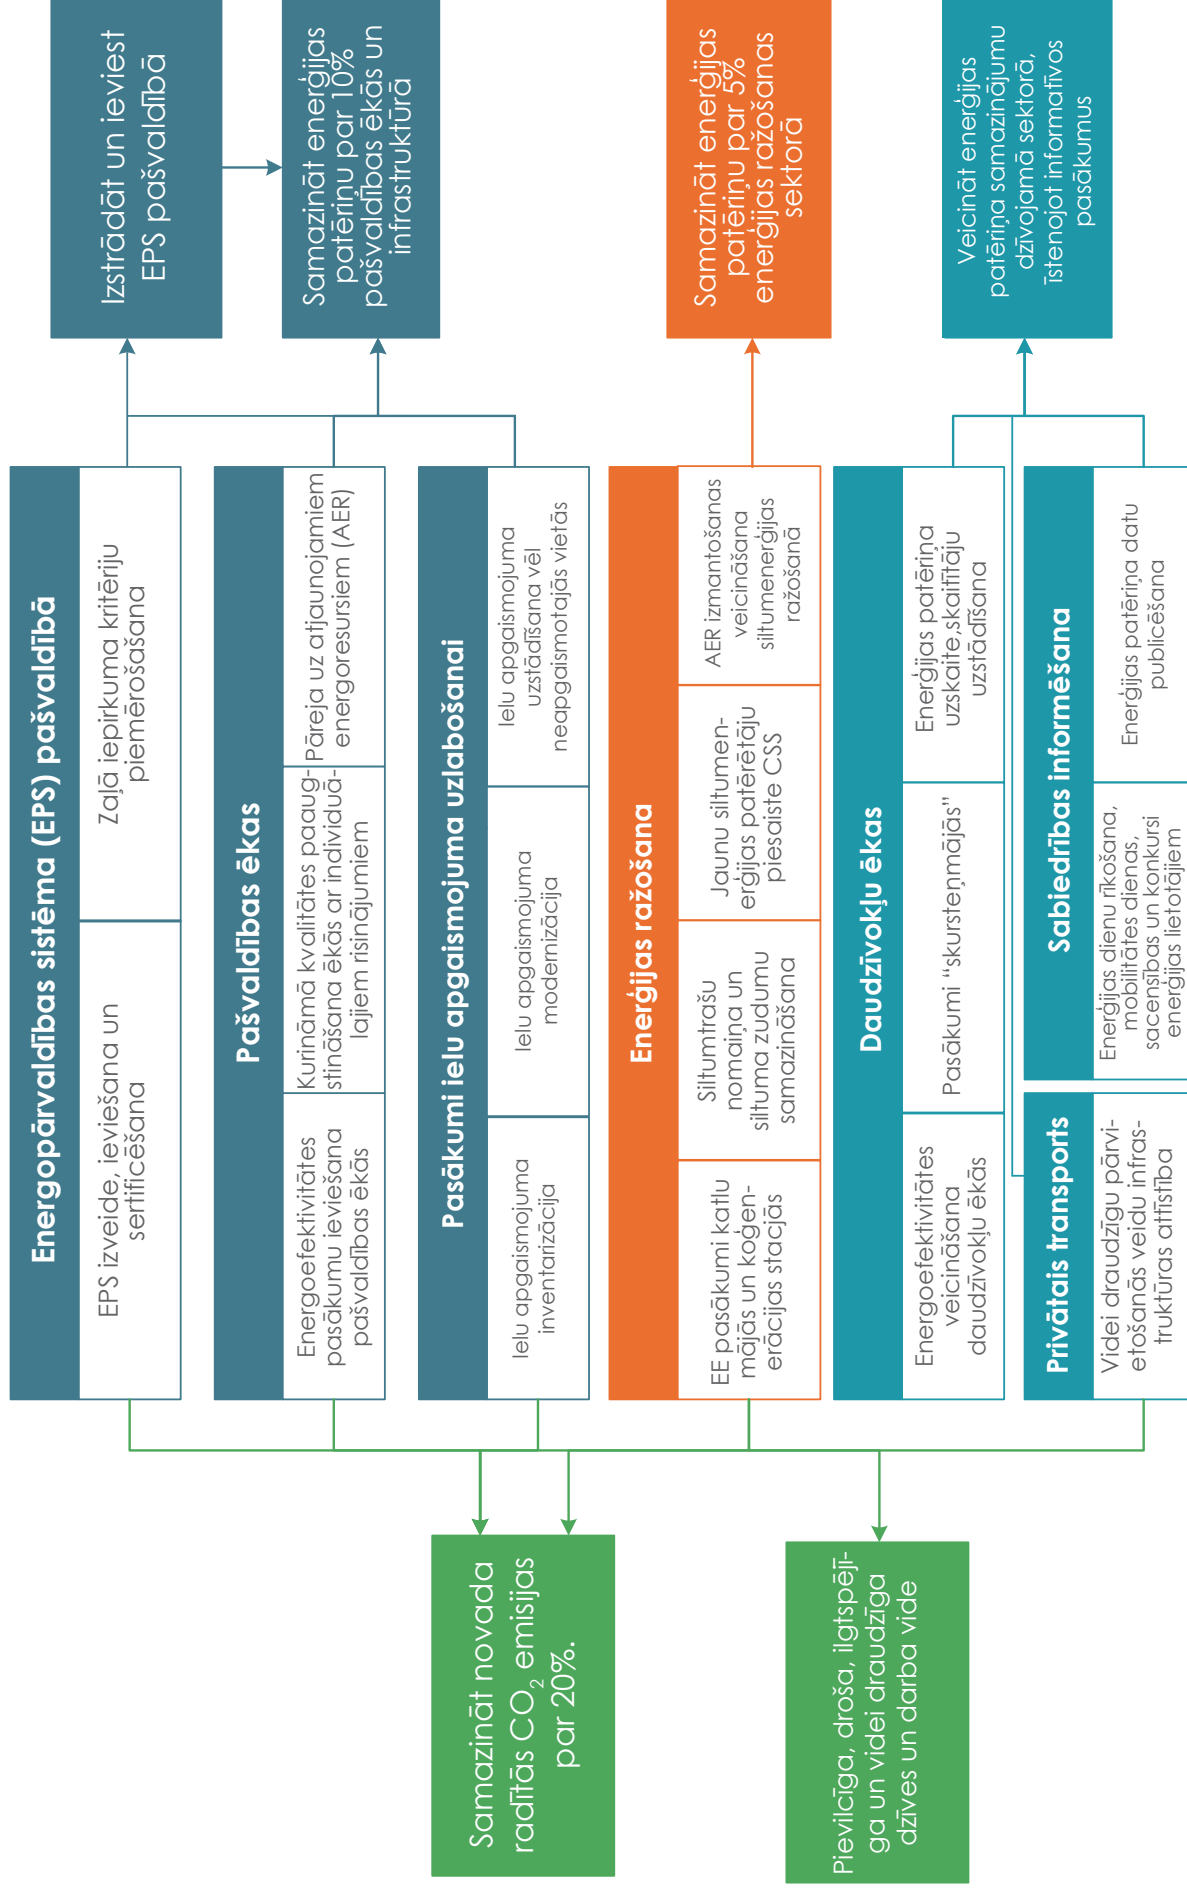 Samazināt novada
radītās CO₂ emisijas
par 20%.
Pievilcīga, droša, ilgtspējī-
ga un videi draudzīga
dzīves un darba vide
Energopārvaldības sistēma (EPS) pašvaldībā
EPS izveide, ieviešana un
sertificēšana
Zaļā iepirkuma kritēriju
piemērošašana
Pašvaldības ēkas
Energoefektivitātes
pasākumu ieviešana
pašvaldības ēkās
Kurināmā kvalitātes paaug-
stināšana ēkās ar individuā-
lajiem risinājumiem
Pāreja uz atjaunojamiem
energoresursiem (AER)
Pasākumi ielu apgaismojuma uzlabošanai
Ielu apgaismojuma
inventarizācija
Ielu apgaismojuma
modernizācija
Ielu apgaismojuma
uzstādīšana vēl
neapgaismotajās vietās
Enerģijas ražošana
EE pasākumi katlu
mājās un koģen-
erācijas stacjās
Siltumtrašu
nomaiņa un
siltuma zudumu
samazināšana
Jaunu siltumen-
erģijas patērētāju
piesaiste CSS
AER izmantošanas
veicināšana
siltumenerģijas
ražošanā
Daudzīvokļu ēkas
Energoefektivitātes
veicināšana
daudzīvokļu ēkās
Pasākumi “skursteņmājās”
Enerģijas patēriņa
uzskaite,skaitītāju
uzstādīšana
Privātais transports
Videi draudzīgu pārvi-
etošanās veidu infras-
truktūras attīstība
Sabiedrības informēšana
Enerģijas dienu rīkošana,
mobilitātes dienas,
sacensības un konkursi
enerģijas lietotājiem
Enerģijas patēriņa datu
publicēšana
Izstrādāt un ieviest
EPS pašvaldībā
Samazināt enerģijas
patēriņu par 10%
pašvaldības ēkās un
infrastruktūrā
Samazināt enerģijas
patēriņu par 5%
enerģijas ražošanas
sektorā
Veicināt enerģijas
patēriņa samazinājumu
dzīvojamā sektorā,
īstenojot informatīvos
pasākumus